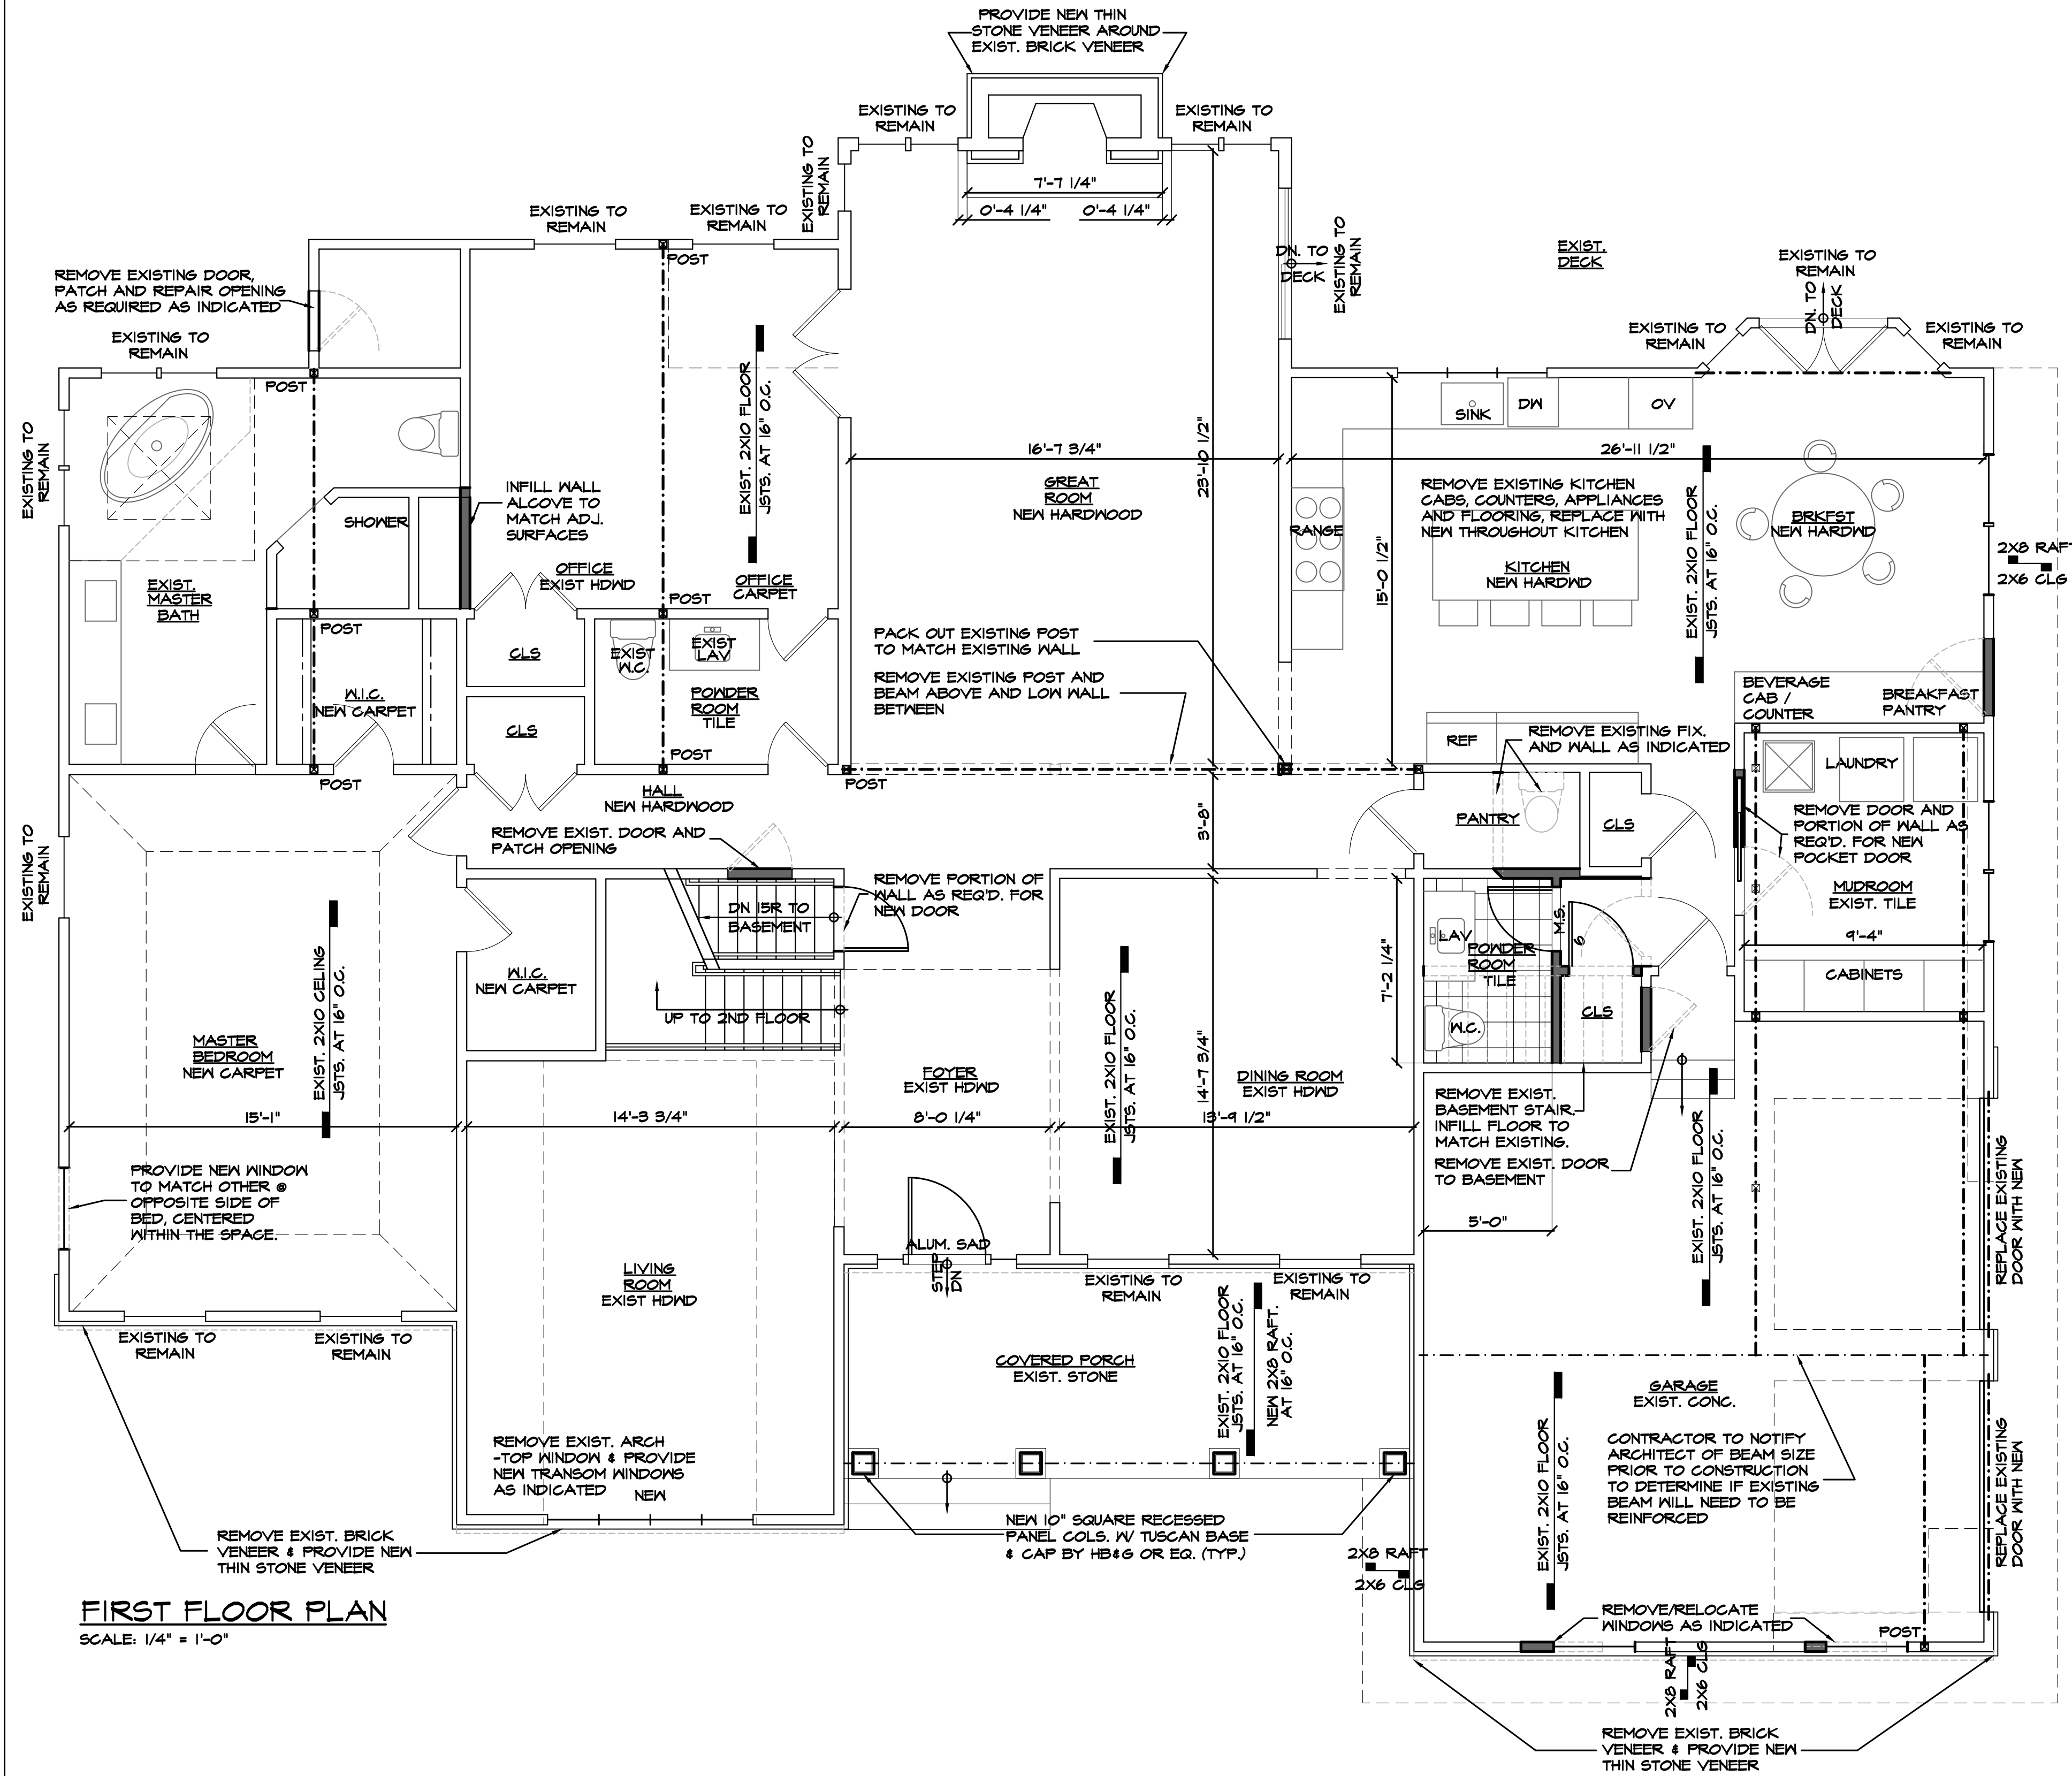 PROVIDE NEW THIN
STONE VENEER AROUND
EXIST. BRICK VENEER
EXISTING TO
REMAIN
EXISTING TO
REMAIN
EXISTING TO
REMAIN
7'-7 1/4"
0'-4 1/4"
0'-4 1/4"
EXISTING TO
REMAIN
EXISTING TO
REMAIN
POST
DN. TO
DECK
EXISTING TO
REMAIN
EXIST.
DECK
EXISTING TO
REMAIN
DN. TO
DECK
EXISTING TO
REMAIN
EXISTING TO
REMAIN
REMOVE EXISTING DOOR,
PATCH AND REPAIR OPENING
AS REQUIRED AS INDICATED
EXISTING TO
REMAIN
POST
EXISTING TO
REMAIN
EXIST. 2X10 FLOOR
JSTS. AT 16" O.C.
SINK
DW
OV
16'-7 3/4"
23'-10 1/2"
26'-11 1/2"
GREAT
ROOM
NEW HARDWOOD
RANGE
15'-0 1/2"
REMOVE EXISTING KITCHEN
CABS, COUNTERS, APPLIANCES
AND FLOORING, REPLACE WITH
NEW THROUGHOUT KITCHEN
KITCHEN
NEW HARDWD
EXIST. 2X10 FLOOR
JSTS. AT 16" O.C.
BRKFST
NEW HARDWD
2X8 RAFT
2X6 CLG
INFILL WALL
ALCOVE TO
MATCH ADJ.
SURFACES
SHOWER
OFFICE
EXIST HDWD
OFFICE
CARPET
EXIST.
MASTER
BATH
POST
POST
CLS
EXIST
W.C.
EXIST
LAV
PACK OUT EXISTING POST
TO MATCH EXISTING WALL
REMOVE EXISTING POST AND
BEAM ABOVE AND LOW WALL
BETWEEN
W.I.C.
NEW CARPET
POWDER
ROOM
TILE
CLS
BEVERAGE
CAB /
COUNTER
BREAKFAST
PANTRY
REF
REMOVE EXISTING FIX.
AND WALL AS INDICATED
POST
POST
POST
LAUNDRY
HALL
NEW HARDWOOD
3'-8"
PANTRY
CLS
REMOVE DOOR AND
PORTION OF WALL AS
REQ'D. FOR NEW
POCKET DOOR
EXISTING TO
REMAIN
REMOVE EXIST. DOOR AND
PATCH OPENING
REMOVE PORTION OF
WALL AS REQ'D. FOR
NEW DOOR
DN 15R TO
BASEMENT
MUDROOM
EXIST. TILE
9'-4"
CABINETS
LAV
POWDER
ROOM
TILE
M.S.
6
7'-2 1/4"
W.C.
CLS
W.I.C.
NEW CARPET
UP TO 2ND FLOOR
EXIST. 2X10 CELING
JSTS. AT 16" O.C.
MASTER
BEDROOM
NEW CARPET
FOYER
EXIST HDWD
EXIST. 2X10 FLOOR
JSTS. AT 16" O.C.
14'-7 3/4"
DINING ROOM
EXIST HDWD
15'-1"
14'-3 3/4"
8'-0 1/4"
13'-9 1/2"
REMOVE EXIST.
BASEMENT STAIR.
INFILL FLOOR TO
MATCH EXISTING.
REMOVE EXIST. DOOR
TO BASEMENT
EXIST. 2X10 FLOOR
JSTS. AT 16" O.C.
REPLACE EXISTING
DOOR WITH NEW
PROVIDE NEW WINDOW
TO MATCH OTHER @
OPPOSITE SIDE OF
BED, CENTERED
WITHIN THE SPACE.
5'-0"
ALUM. SAD
STEP
DN
EXISTING TO
REMAIN
EXISTING TO
REMAIN
LIVING
ROOM
EXIST HDWD
EXIST. 2X10 FLOOR
JSTS. AT 16" O.C.
NEW 2X8 RAFT.
AT 16" O.C.
EXISTING TO
REMAIN
EXISTING TO
REMAIN
COVERED PORCH
EXIST. STONE
GARAGE
EXIST. CONC.
EXIST. 2X10 FLOOR
JSTS. AT 16" O.C.
CONTRACTOR TO NOTIFY
ARCHITECT OF BEAM SIZE
PRIOR TO CONSTRUCTION
TO DETERMINE IF EXISTING
BEAM WILL NEED TO BE
REINFORCED
REPLACE EXISTING
DOOR WITH NEW
REMOVE EXIST. ARCH
-TOP WINDOW & PROVIDE
NEW TRANSOM WINDOWS
AS INDICATED
NEW
REMOVE EXIST. BRICK
VENEER & PROVIDE NEW
THIN STONE VENEER
NEW 10" SQUARE RECESSED
PANEL COLS. W/ TUSCAN BASE
& CAP BY HB&G OR EQ. (TYP.)
2X8 RAFT
2X6 CLG
FIRST FLOOR PLAN
SCALE: 1/4" = 1'-0"
REMOVE/RELOCATE
WINDOWS AS INDICATED
POST
2X8 RAFT
2X6 CLG
REMOVE EXIST. BRICK
VENEER & PROVIDE NEW
THIN STONE VENEER